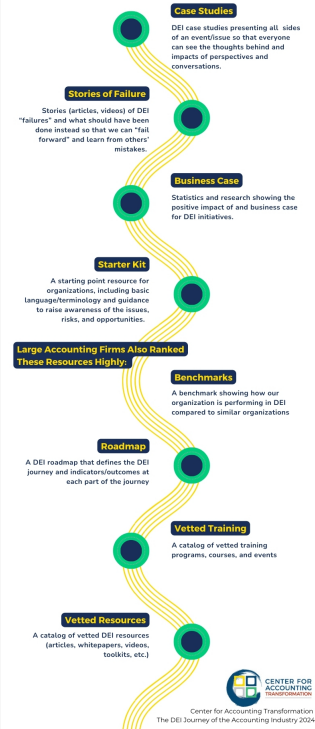 Case Studies
DEI case studies presenting all sides
of an event/issue so that everyone
can see the thoughts behind and
impacts of perspectives and
conversations.
Stories of Failure
Stories (articles, videos) of DEI
"failures" and what should have been
done instead so that we can "fail
forward" and learn from others'
mistakes.
Business Case
Statistics and research showing the
positive impact of and business case
for DEI initiatives.
Starter Kit
A starting point resource for
organizations, including basic
language/terminology and guidance
to raise awareness of the issues,
risks, and opportunities.
Large Accounting Firms Also Ranked
These Resources Highly:
Benchmarks
A benchmark showing how our
organization is performing in DEI
compared to similar organizations
Roadmap
A DEI roadmap that defines the DEI
journey and indicators/outcomes at
each part of the journey
Vetted Training
A catalog of vetted training
programs, courses, and events
Vetted Resources
A catalog of vetted DEI resources
(articles, whitepapers, videos,
toolkits, etc.)
CENTER FOR
ACCOUNTING
TRANSFORMATION
Center for Accounting Transformation
The DEI Journey of the Accounting Industry 2024